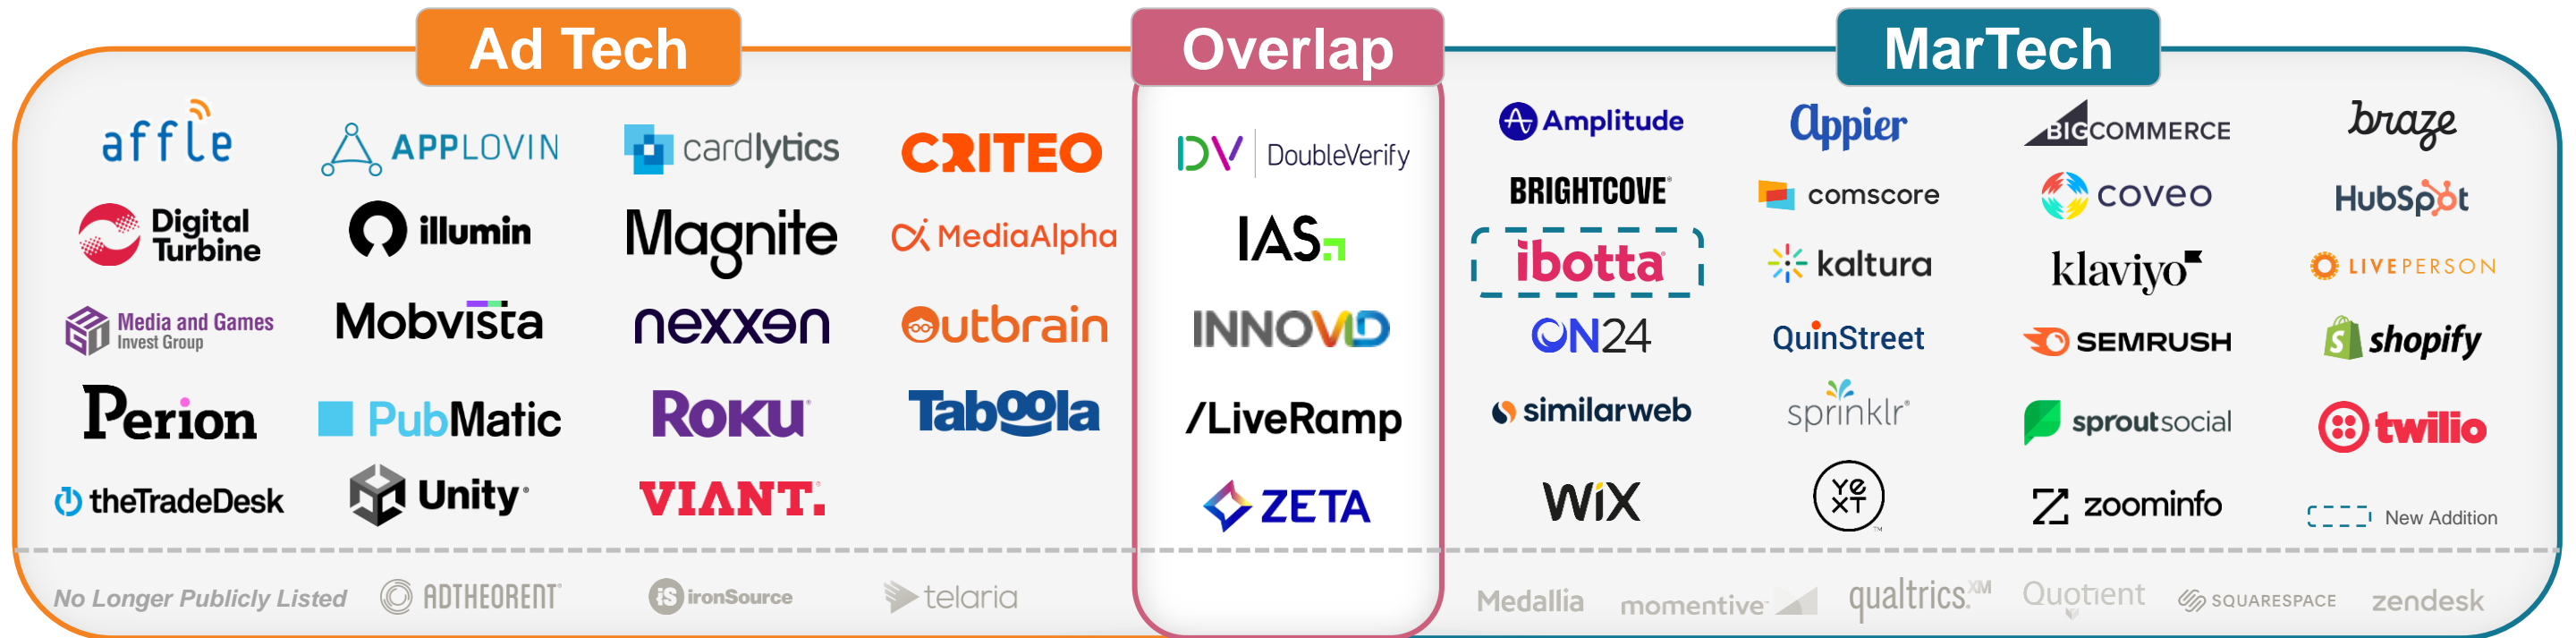 Ad Tech
Overlap
MarTech
affle
APPLOVIN
cardlytics
CRITEO
Digital
Turbine
illumin
Magnite
MediaAlpha
MGI
Media and Games
Invest Group
Mobvista
nexxen
Outbrain
Perion
PubMatic
ROKU
Taboola
theTradeDesk
Unity
VIANT.
DV
DoubleVerify
IAS
INNOVID
/LiveRamp
ZETA
Amplitude
appier
BIGCOMMERCE
braze
BRIGHTCOVE
comscore
coveo
HubSpot
ibotta
kaltura
klaviyo
LIVEPERSON
ON24
QuinStreet
SEMRUSH
shopify
similarweb
sprinklr
sproutsocial
twilio
WiX
yext
zoominfo
New Addition
No Longer Publicly Listed
ADTHEORENT
iS ironSource
telaria
Medallia
momentive
qualtrics.XM
Quotient
SQUARESPACE
zendesk